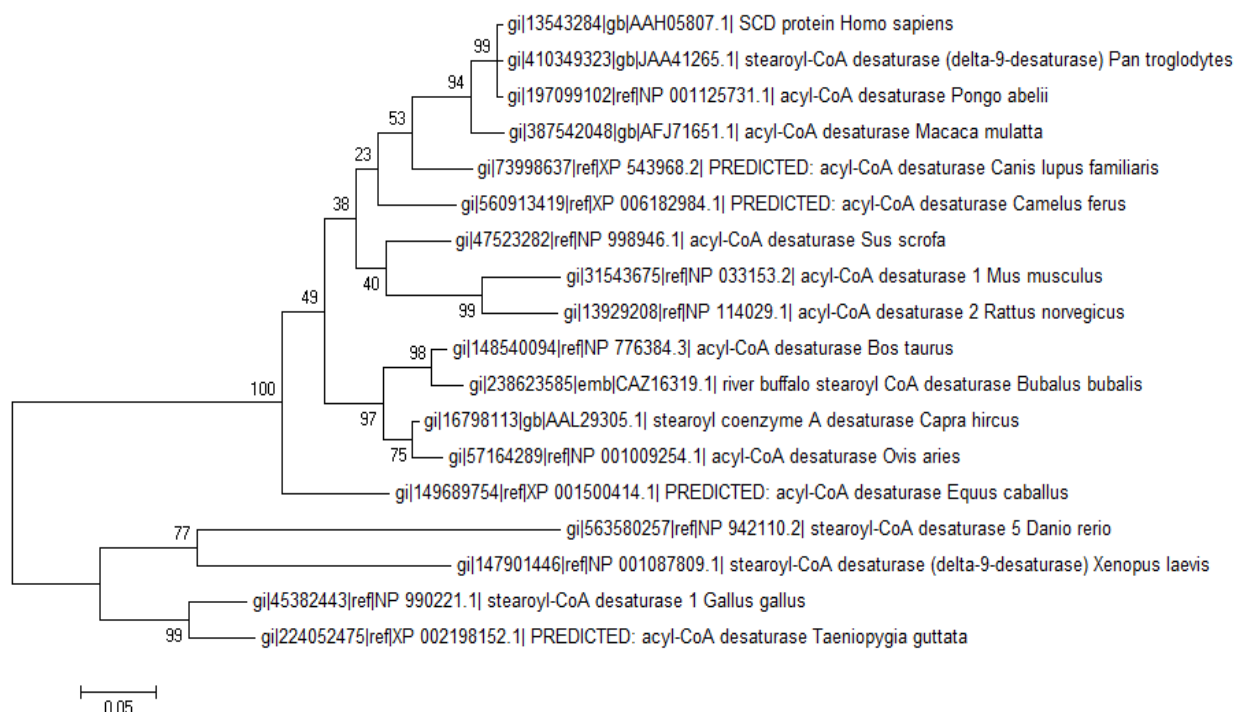 gi|13543284|gb|AAH05807.1| SCD protein Homo sapiens
99
gi|410349323|gb|JAA41265.1| stearoyl-CoA desaturase (delta-9-desaturase) Pan troglodytes
94
gi|197099102|ref|NP 001125731.1| acyl-CoA desaturase Pongo abelii
53
gi|387542048|gb|AFJ71651.1| acyl-CoA desaturase Macaca mulatta
23
gi|73998637|ref|XP 543968.2| PREDICTED: acyl-CoA desaturase Canis lupus familiaris
38
gi|560913419|ref|XP 006182984.1| PREDICTED: acyl-CoA desaturase Camelus ferus
gi|47523282|ref|NP 998946.1| acyl-CoA desaturase Sus scrofa
40
gi|31543675|ref|NP 033153.2| acyl-CoA desaturase 1 Mus musculus
49
99
gi|13929208|ref|NP 114029.1| acyl-CoA desaturase 2 Rattus norvegicus
98
gi|148540094|ref|NP 776384.3| acyl-CoA desaturase Bos taurus
100
gi|238623585|emb|CAZ16319.1| river buffalo stearoyl CoA desaturase Bubalus bubalis
97
gi|16798113|gb|AAL29305.1| stearoyl coenzyme A desaturase Capra hircus
75
gi|57164289|ref|NP 001009254.1| acyl-CoA desaturase Ovis aries
gi|149689754|ref|XP 001500414.1| PREDICTED: acyl-CoA desaturase Equus caballus
77
gi|563580257|ref|NP 942110.2| stearoyl-CoA desaturase 5 Danio rerio
gi|147901446|ref|NP 001087809.1| stearoyl-CoA desaturase (delta-9-desaturase) Xenopus laevis
gi|45382443|ref|NP 990221.1| stearoyl-CoA desaturase 1 Gallus gallus
99
gi|224052475|ref|XP 002198152.1| PREDICTED: acyl-CoA desaturase Taeniopygia guttata
0.05